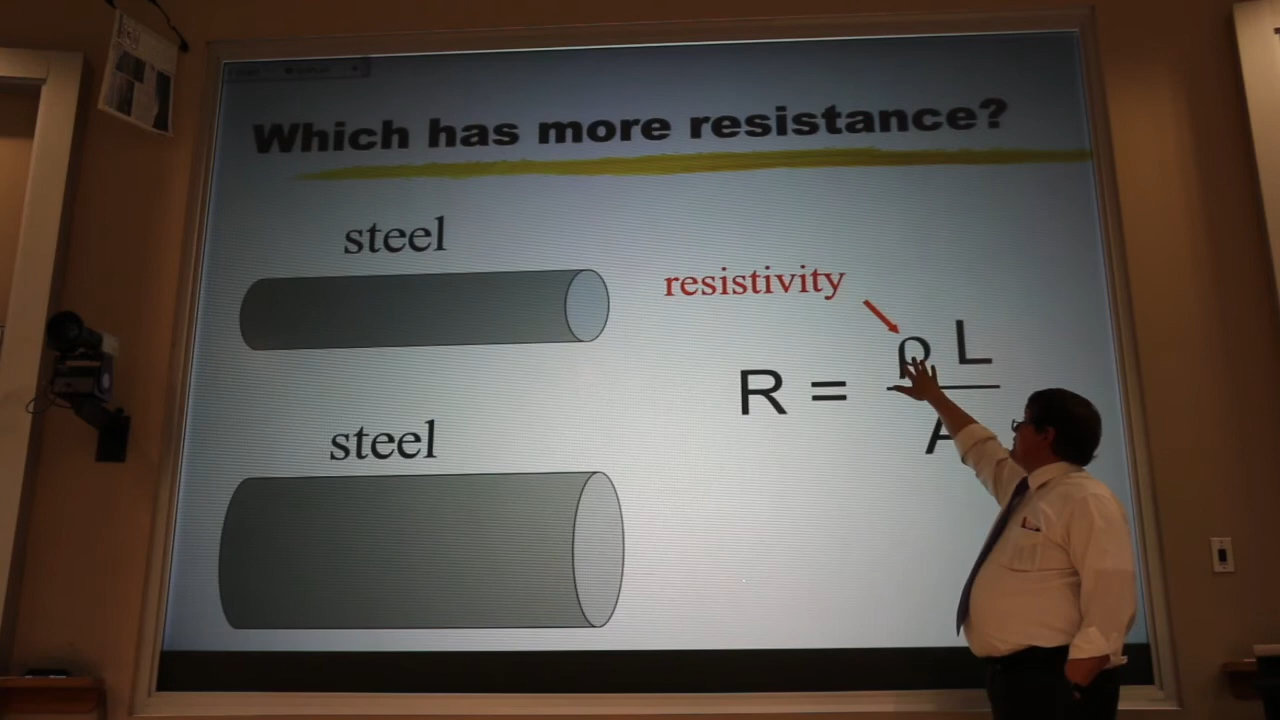 Which has more resistance?
steel
resistivity
ρ L
R =
A
steel